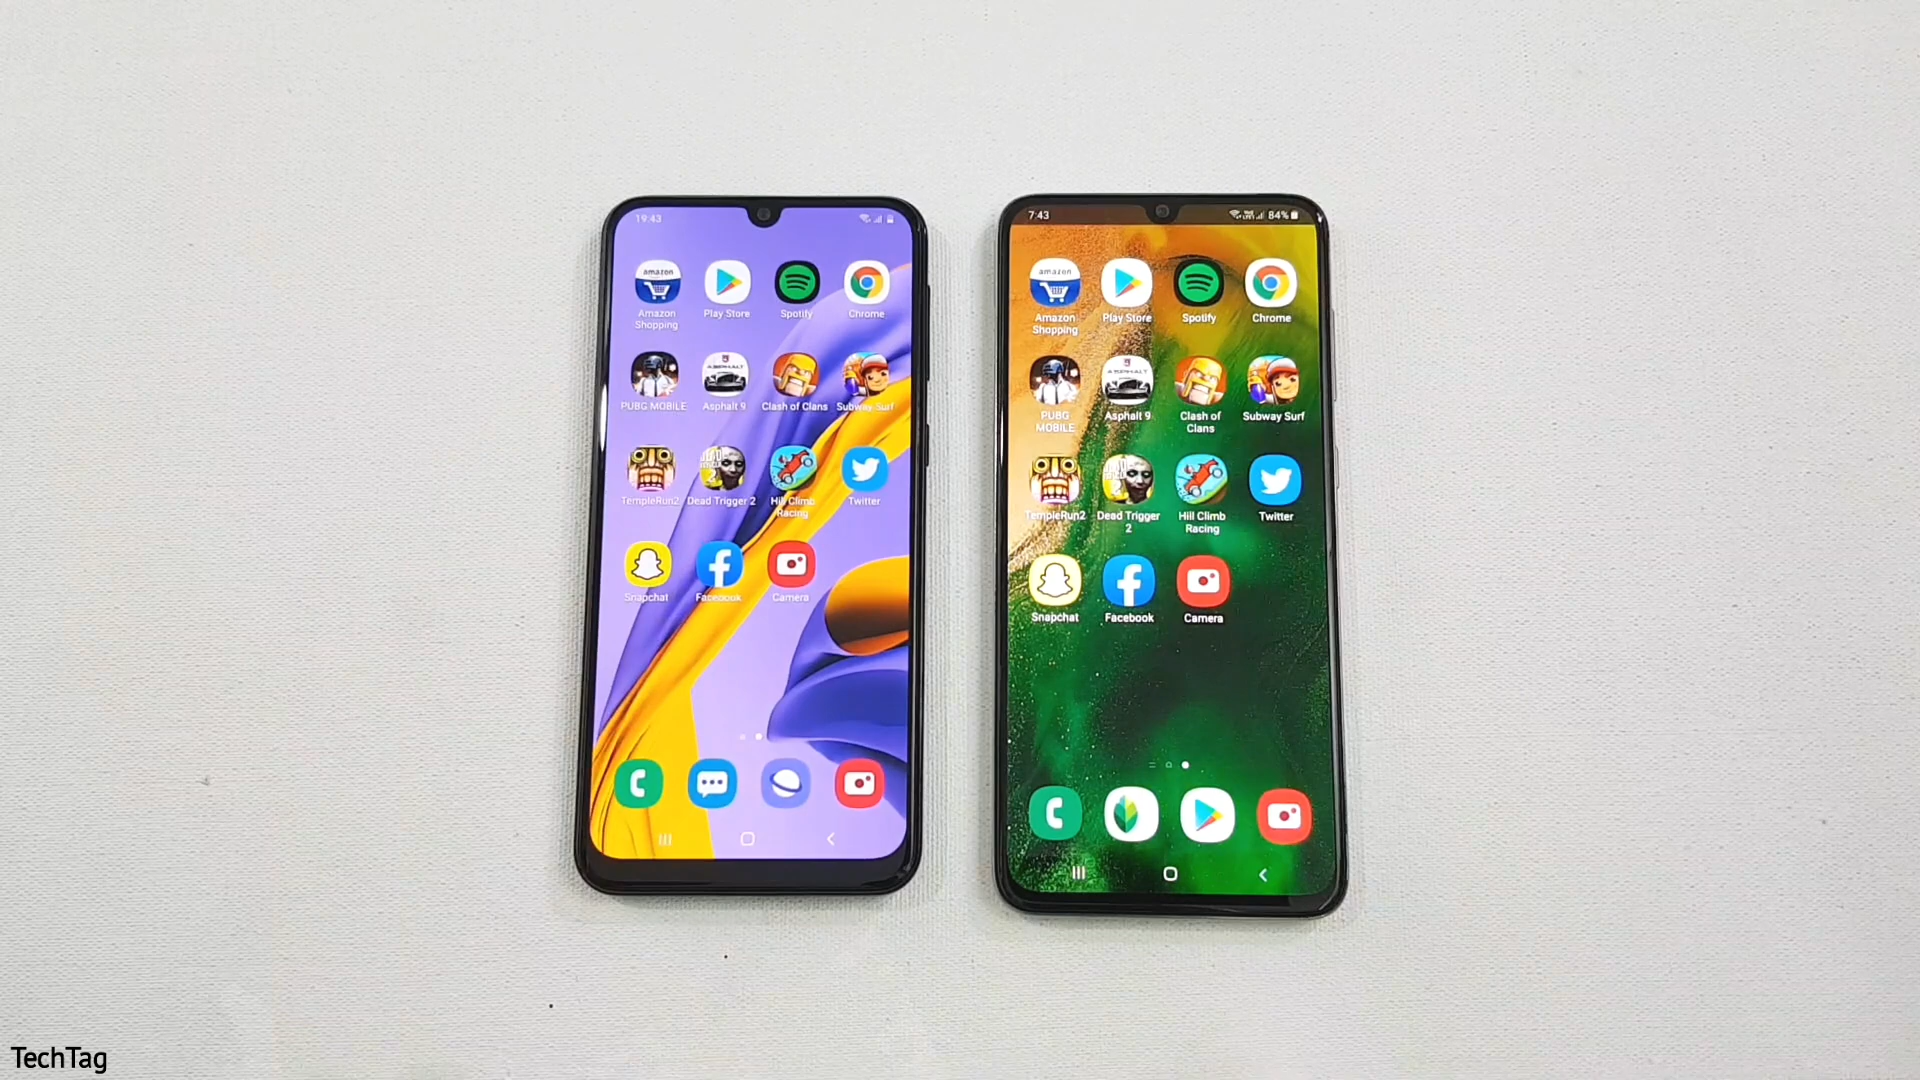 19:43
amazon
Amazon
Shopping
Play Store
Spotify
Chrome
ASPHALT
PUBG MOBILE
Asphalt 9
Clash of Clans
Subway Surf
TempleRun2
Dead Trigger 2
Hill Climb
Racing
Twitter
Snapchat
Facebook
Camera
7:43
84%
amazon
Amazon
Shopping
Play Store
Spotify
Chrome
ASPHALT
PUBG
MOBILE
Asphalt 9
Clash of
Clans
Subway Surf
TempleRun2
Dead Trigger
2
Hill Climb
Racing
Twitter
Snapchat
Facebook
Camera
TechTag